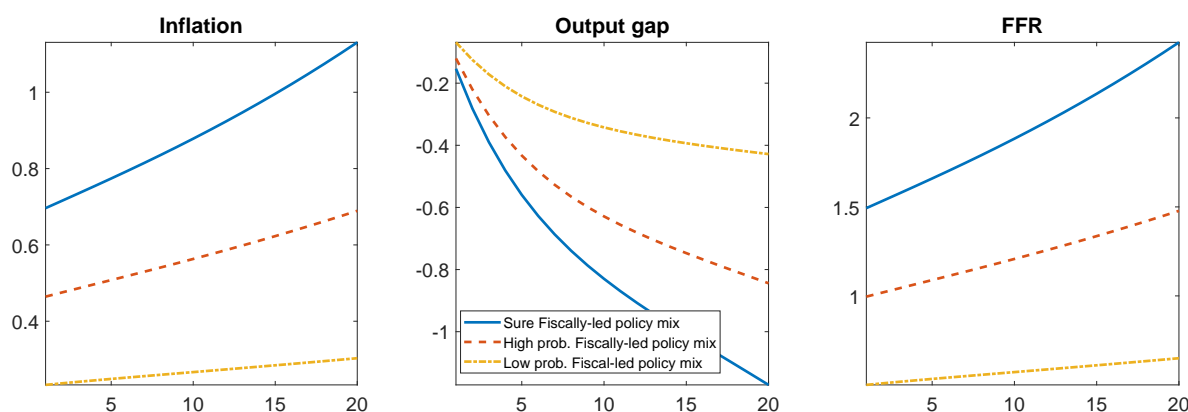 Inflation
1
0.8
0.6
0.4
5 10 15 20
Output gap
-0.2
-0.4
-0.6
-0.8
-1
Sure Fiscally-led policy mix
High prob. Fiscally-led policy mix
Low prob. Fiscal-led policy mix
5 10 15 20
FFR
2
1.5
1
5 10 15 20